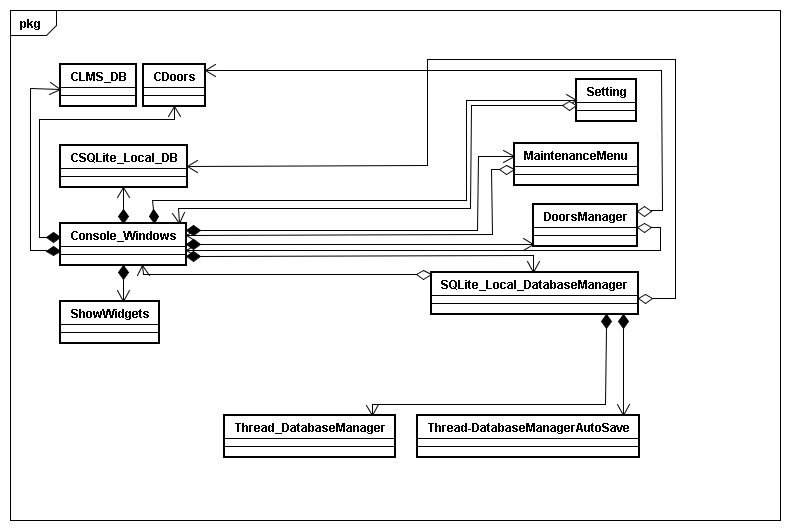 pkg
CLMS_DB
CDoors
Setting
CSQLite_Local_DB
MaintenanceMenu
DoorsManager
Console_Windows
SQLite_Local_DatabaseManager
ShowWidgets
Thread_DatabaseManager
Thread-DatabaseManagerAutoSave